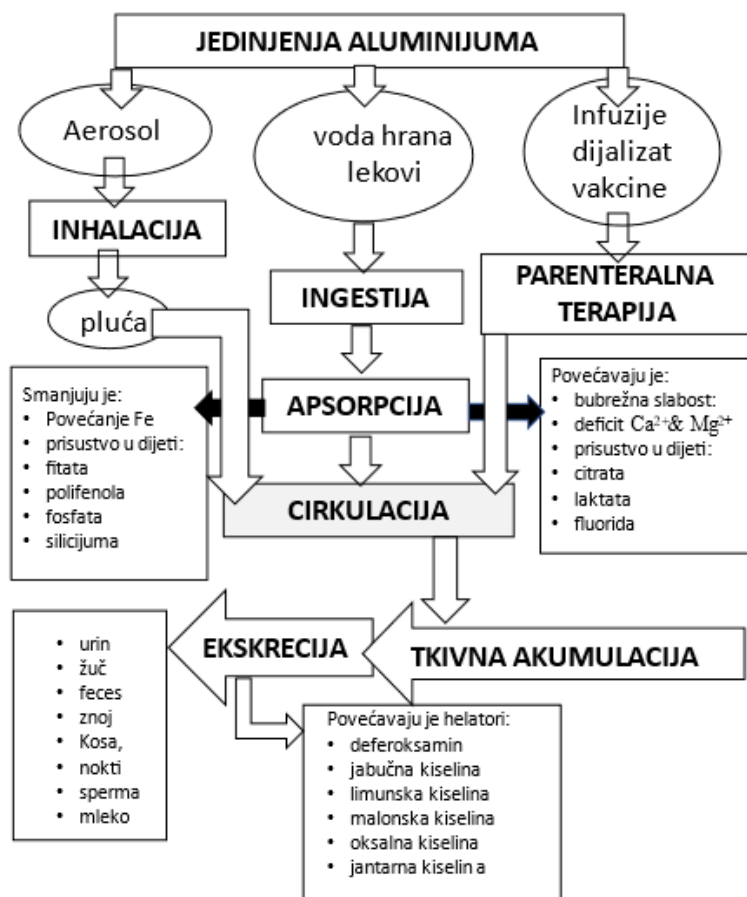 JEDINJENJA ALUMINIJUMA
Aerosol
voda hrana
lekovi
Infuzije
dijalizat
vakcine
INHALACIJA
INGESTIJA
PARENTERALNA
TERAPIJA
pluća
Smanjuju je:
• Povećanje Fe
• prisustvo u dijeti:
• fitata
• polifenola
• fosfata
• silicijuma
APSORPCIJA
Povećavaju je:
• bubrežna slabost:
• deficit Ca²⁺& Mg²⁺
• prisustvo u dijeti:
• citrata
• laktata
• fluorida
CIRKULACIJA
EKSKRECIJA
TKIVNA AKUMULACIJA
• urin
• žuč
• feces
• znoj
• Kosa,
• nokti
• sperma
• mleko
Povećavaju je helatori:
• deferoksamin
• jabučna kiselina
• limunska kiselina
• malonska kiselina
• oksalna kiselina
• jantarna kiselin a